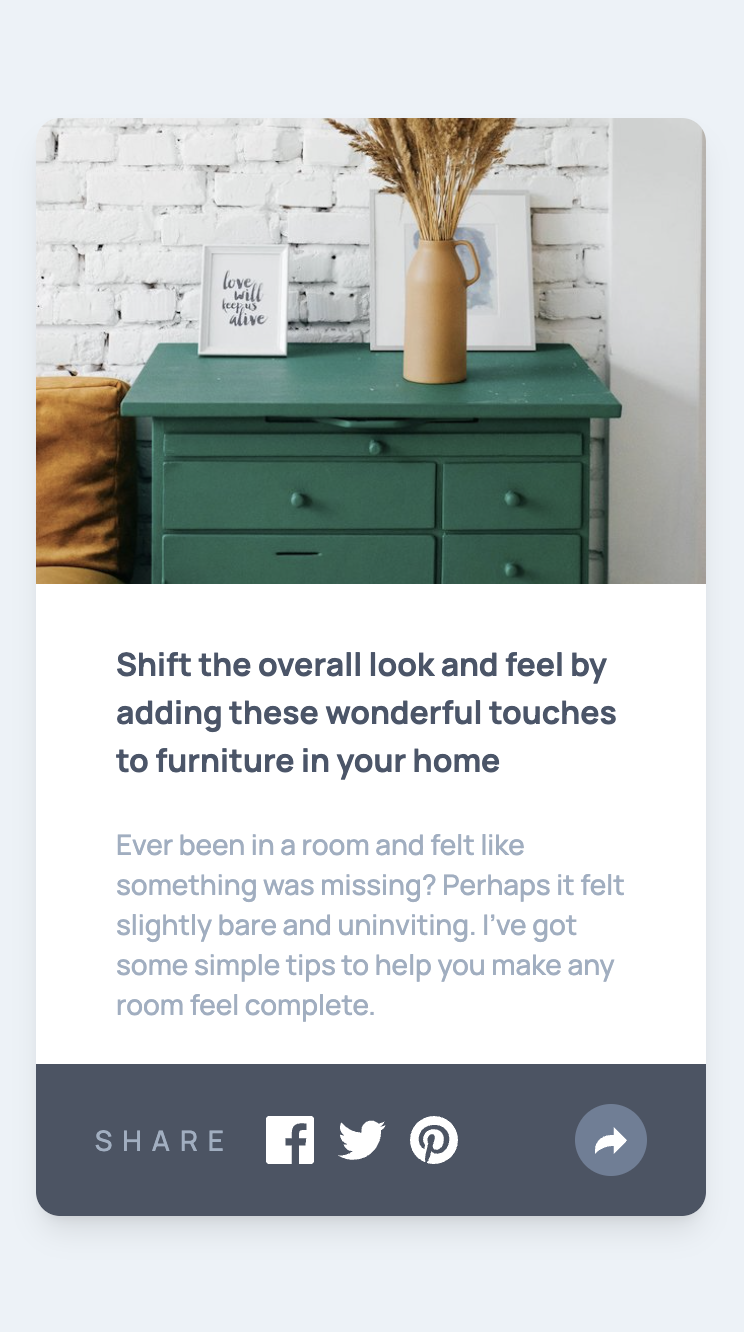 love
will
keep us
alive
Shift the overall look and feel by
adding these wonderful touches
to furniture in your home
Ever been in a room and felt like
something was missing? Perhaps it felt
slightly bare and uninviting. I’ve got
some simple tips to help you make any
room feel complete.
SHARE